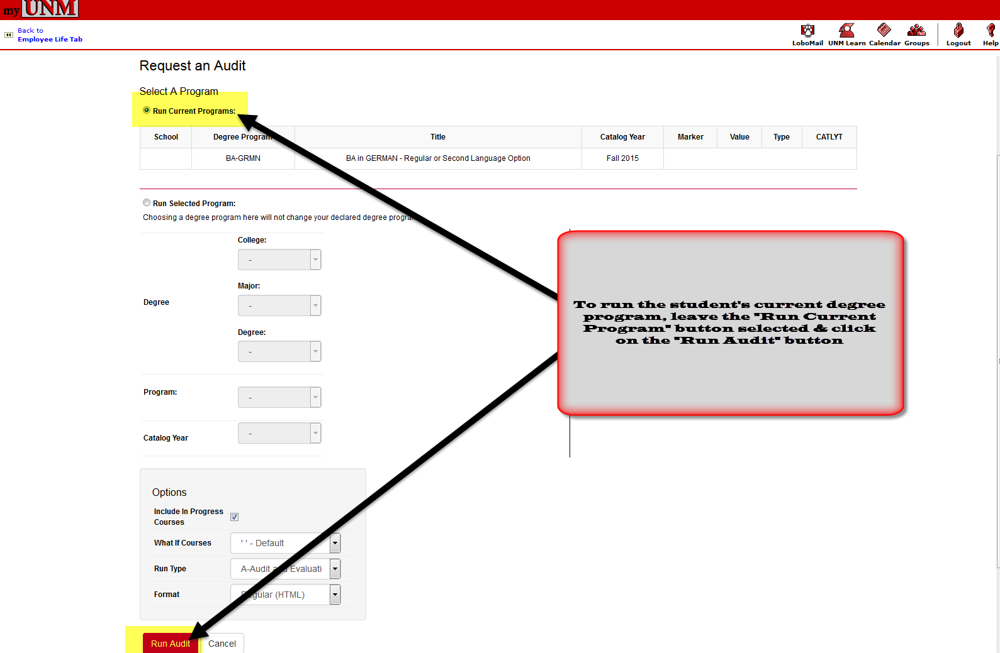 my UNM
Back to
Employee Life Tab
LoboMail UNM Learn Calendar Groups Logout Help
Request an Audit
Select A Program
Run Current Programs:
School Degree Program Title Catalog Year Marker Value Type CATLYT
BA-GRMN BA in GERMAN - Regular or Second Language Option Fall 2015
Run Selected Program:
Choosing a degree program here will not change your declared degree
College:
-
Major:
Degree
-
Degree:
-
Program:
-
Catalog Year
-
To run the student's current degree
program, leave the "Run Current
Program" button selected & click
on the "Run Audit" button
Options
Include In Progress
Courses
What If Courses ' ' - Default
Run Type A-Audit and Evaluati
Format Regular (HTML)
Run Audit Cancel